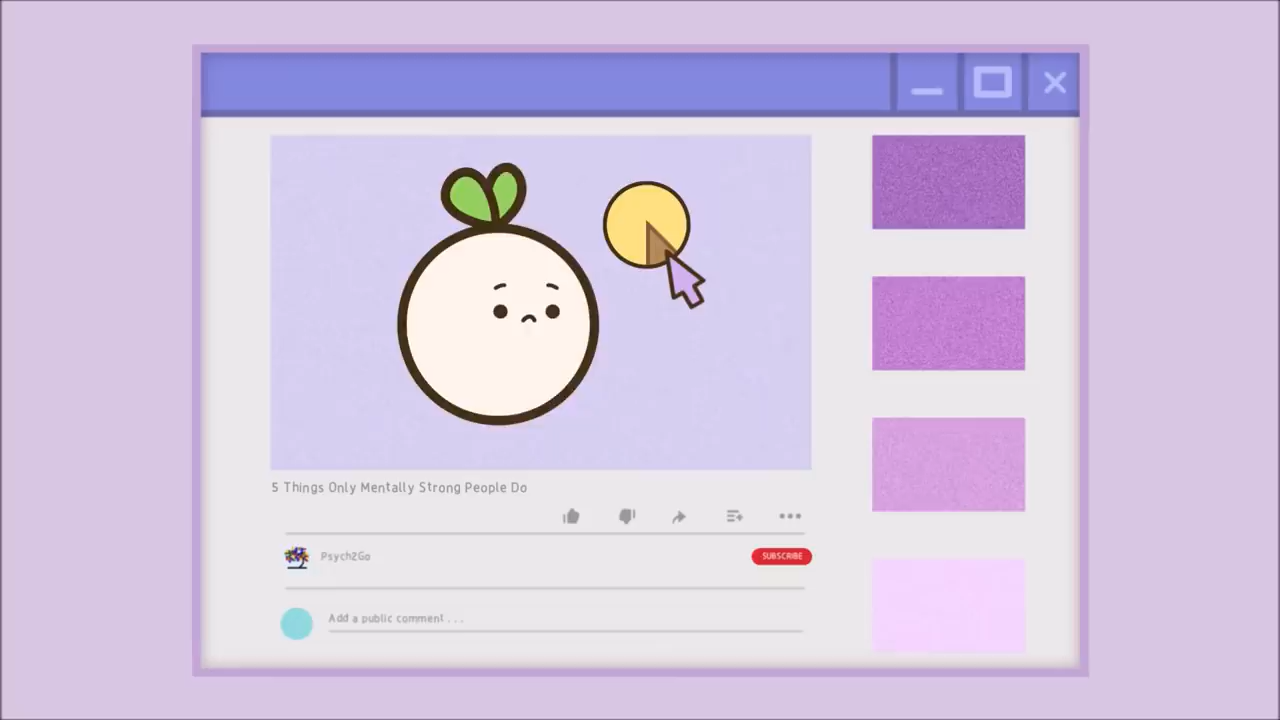 5 Things Only Mentally Strong People Do
Psych2Go
SUBSCRIBE
Add a public comment . . .